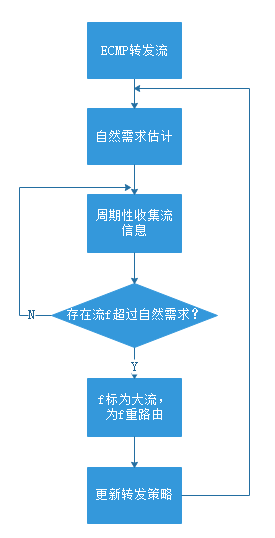 ECMP转发流
自然需求估计
周期性收集流
信息
存在流f超过自然需求?
N
Y
f标为大流，
为f重路由
更新转发策略